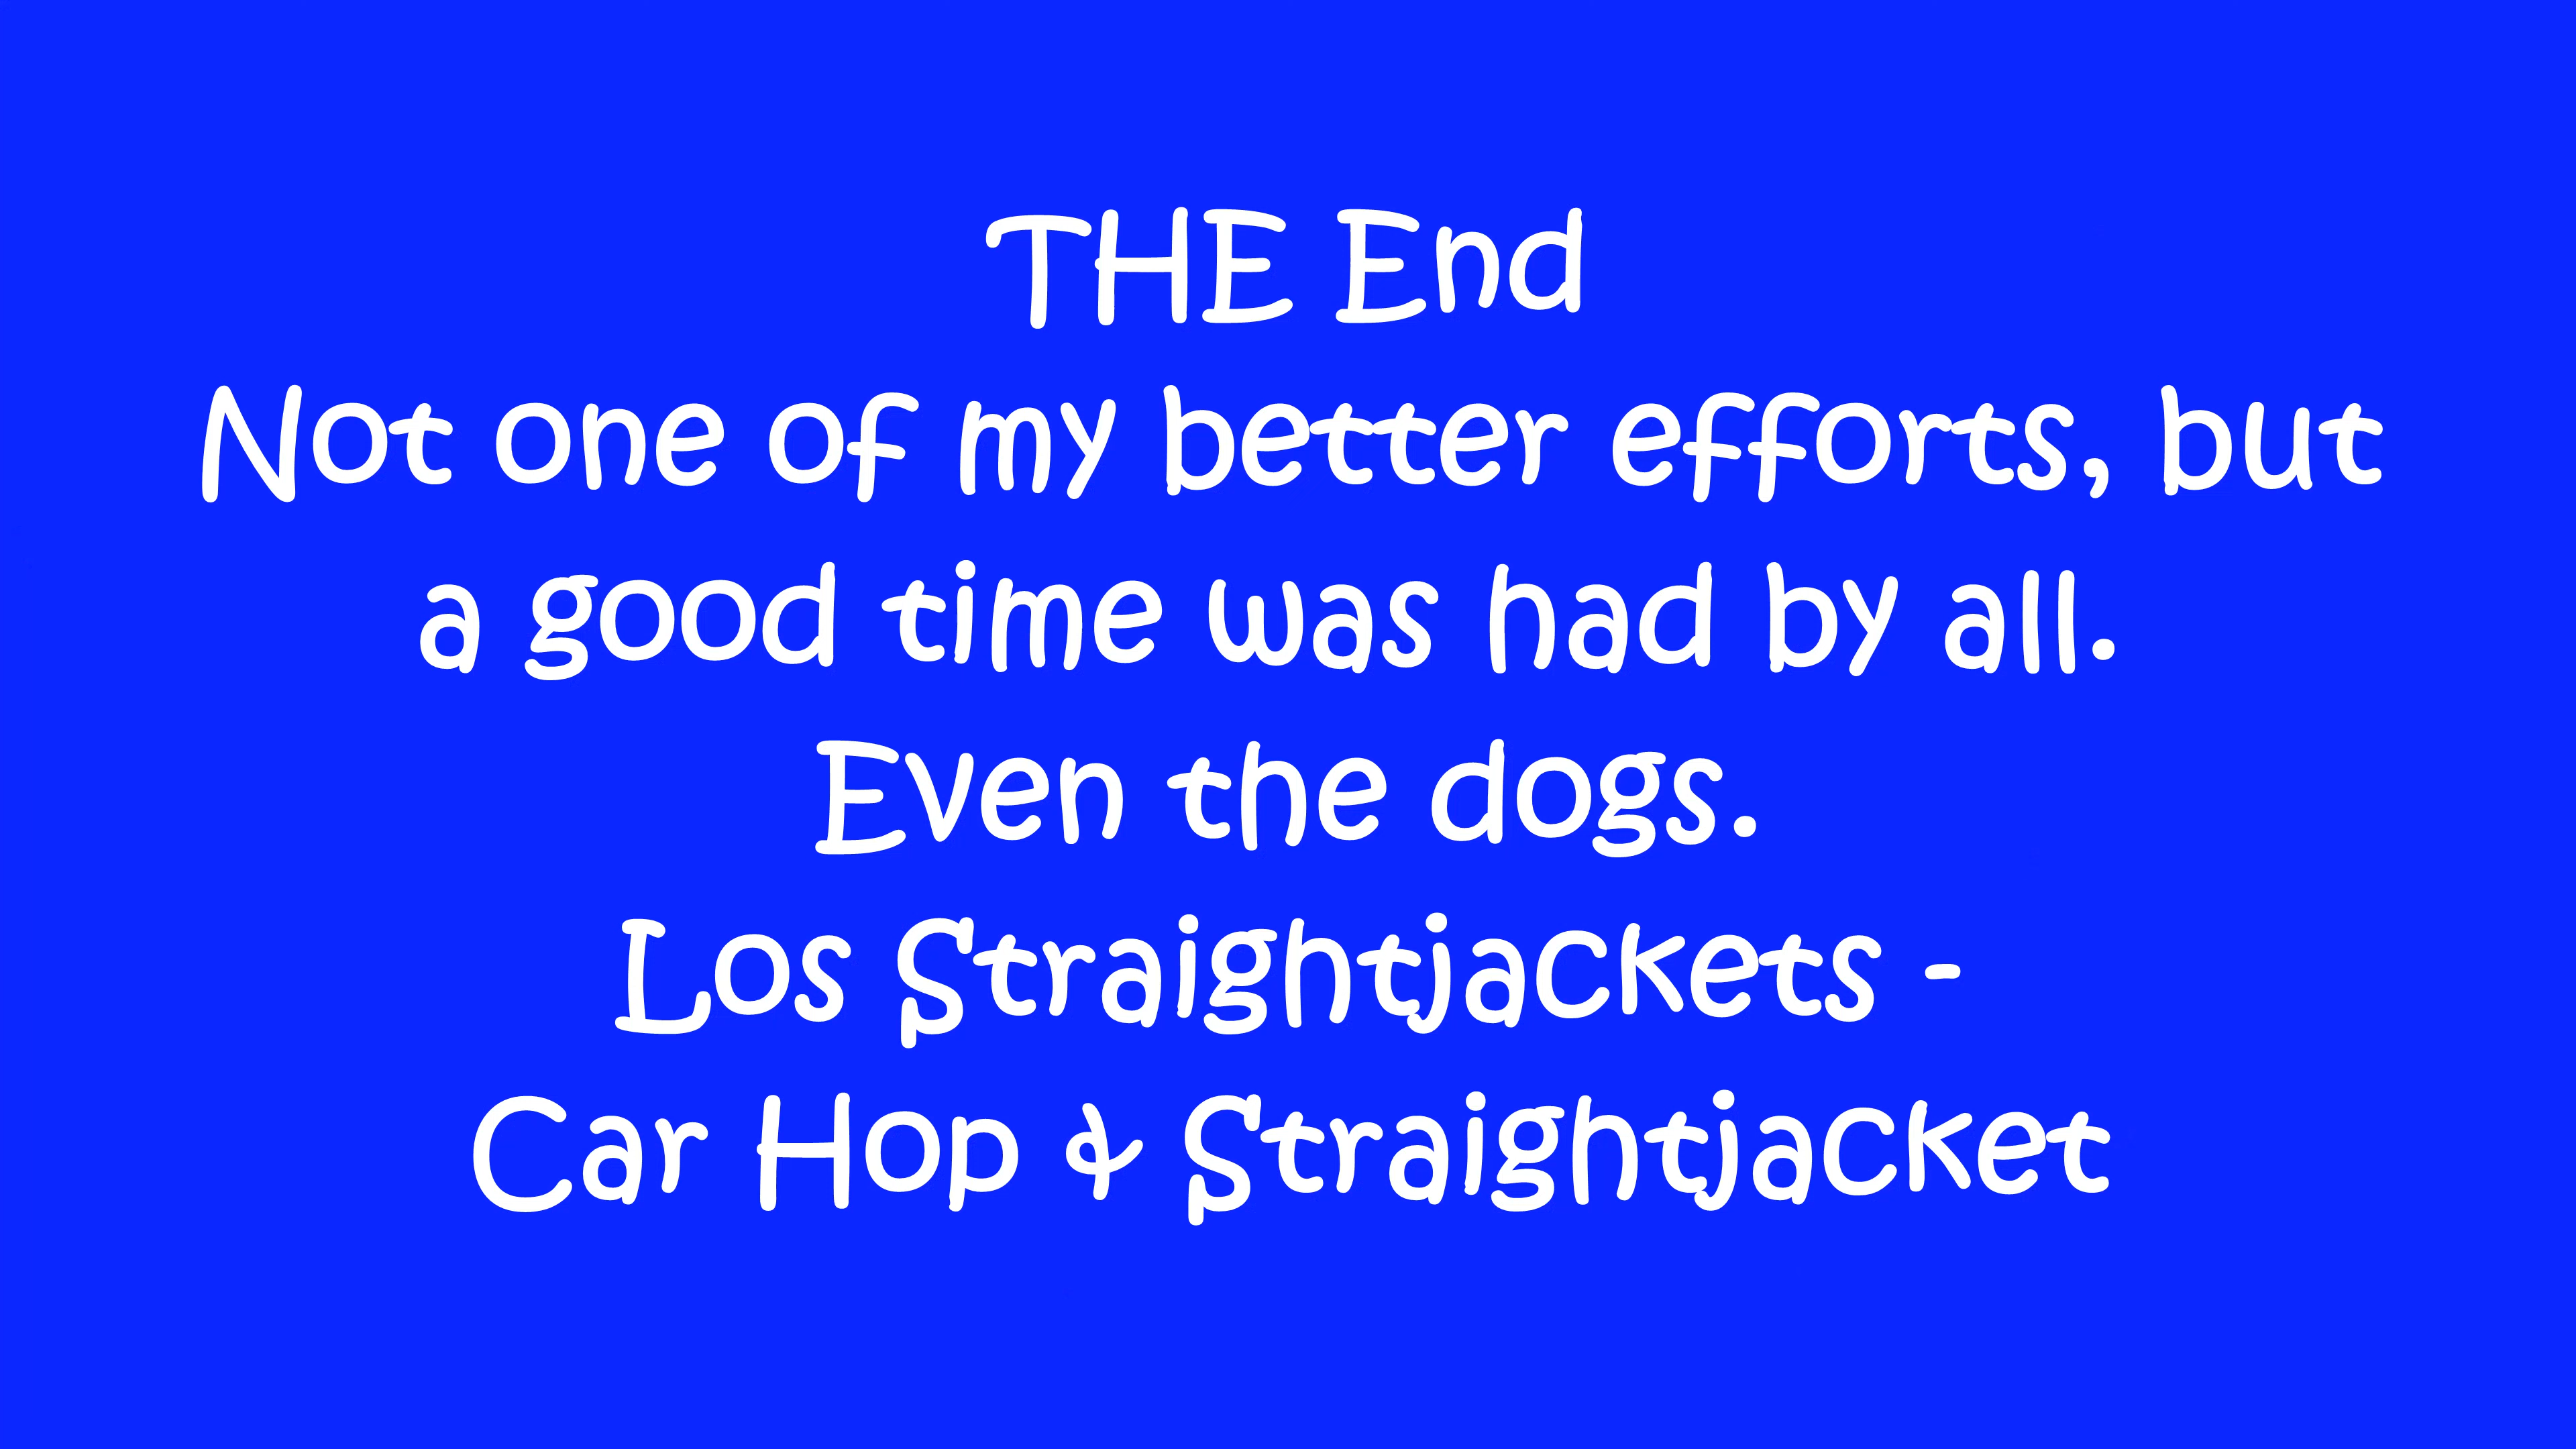 THE End
Not one of my better efforts, but
a good time was had by all.
Even the dogs.
Los Straightjackets -
Car Hop & Straightjacket